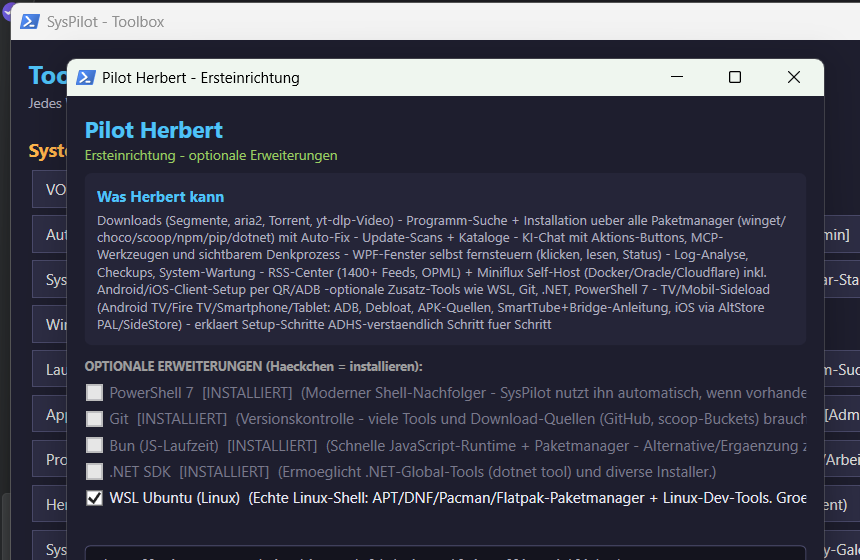 SysPilot - Toolbox
Pilot Herbert - Ersteinrichtung
Jedes
Pilot Herbert
Ersteinrichtung - optionale Erweiterungen
Was Herbert kann
Downloads (Segmente, aria2, Torrent, yt-dlp-Video) - Programm-Suche + Installation ueber alle Paketmanager (winget/
choco/scoop/npm/pip/dotnet) mit Auto-Fix - Update-Scans + Kataloge - KI-Chat mit Aktions-Buttons, MCP-
Werkzeugen und sichtbarem Denkprozess - WPF-Fenster selbst fernsteuern (klicken, lesen, Status) - Log-Analyse,
Checkups, System-Wartung - RSS-Center (1400+ Feeds, OPML) + Miniflux Self-Host (Docker/Oracle/Cloudflare) inkl.
Android/iOS-Client-Setup per QR/ADB -optionale Zusatz-Tools wie WSL, Git, .NET, PowerShell 7 - TV/Mobil-Sideload
(Android TV/Fire TV/Smartphone/Tablet: ADB, Debloat, APK-Quellen, SmartTube+Bridge-Anleitung, iOS via AltStore
PAL/SideStore) - erklaert Setup-Schritte ADHS-verstaendlich Schritt fuer Schritt
OPTIONALE ERWEITERUNGEN (Haeckchen = installieren):
PowerShell 7 [INSTALLIERT] (Moderner Shell-Nachfolger - SysPilot nutzt ihn automatisch, wenn vorhande
Git [INSTALLIERT] (Versionskontrolle - viele Tools und Download-Quellen (GitHub, scoop-Buckets) brauch
Bun (JS-Laufzeit) [INSTALLIERT] (Schnelle JavaScript-Runtime + Paketmanager - Alternative/Ergaenzung z
.NET SDK [INSTALLIERT] (Ermoeglicht .NET-Global-Tools (dotnet tool) und diverse Installer.)
WSL Ubuntu (Linux) (Echte Linux-Shell: APT/DNF/Pacman/Flatpak-Paketmanager + Linux-Dev-Tools. Groe